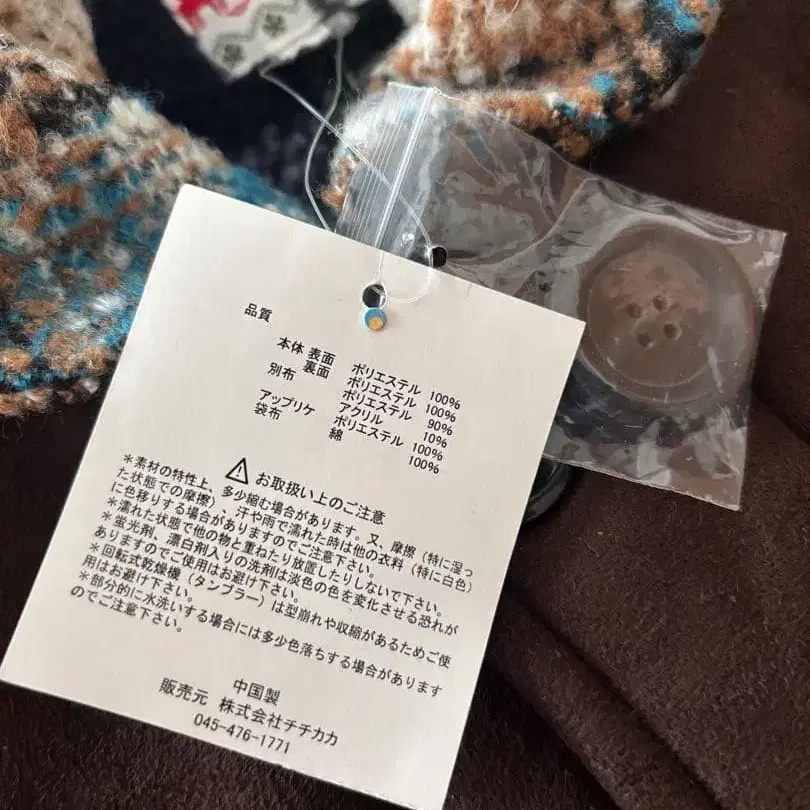 品質
本体 表面 ポリエステル 100%
裏面 ポリエステル 100%
別布 ポリエステル 90%
アクリル 10%
アップリケ ポリエステル 100%
袋布 綿 100%
お取扱い上のご注意
*素材の特性上、多少縮む場合があります。又、摩擦（特に湿っ
た状態での摩擦）、汗や雨で濡れた時は他の衣料（特に白色）
に色移りする場合がありますのでご注意下さい。
*濡れた状態で他の物と重ねたり放置したりしないで下さい。
*蛍光剤、漂白剤入りの洗剤は淡色の色を変化させる恐れが
ありますのでご使用はお避け下さい。
*回転式乾燥機（タンブラー）は型崩れや収縮があるためご使
用はお避け下さい。
*部分的に水洗いする場合には多少色落ちする場合があります
のでご注意下さい。
中国製
販売元 株式会社チチカカ
045-476-1771